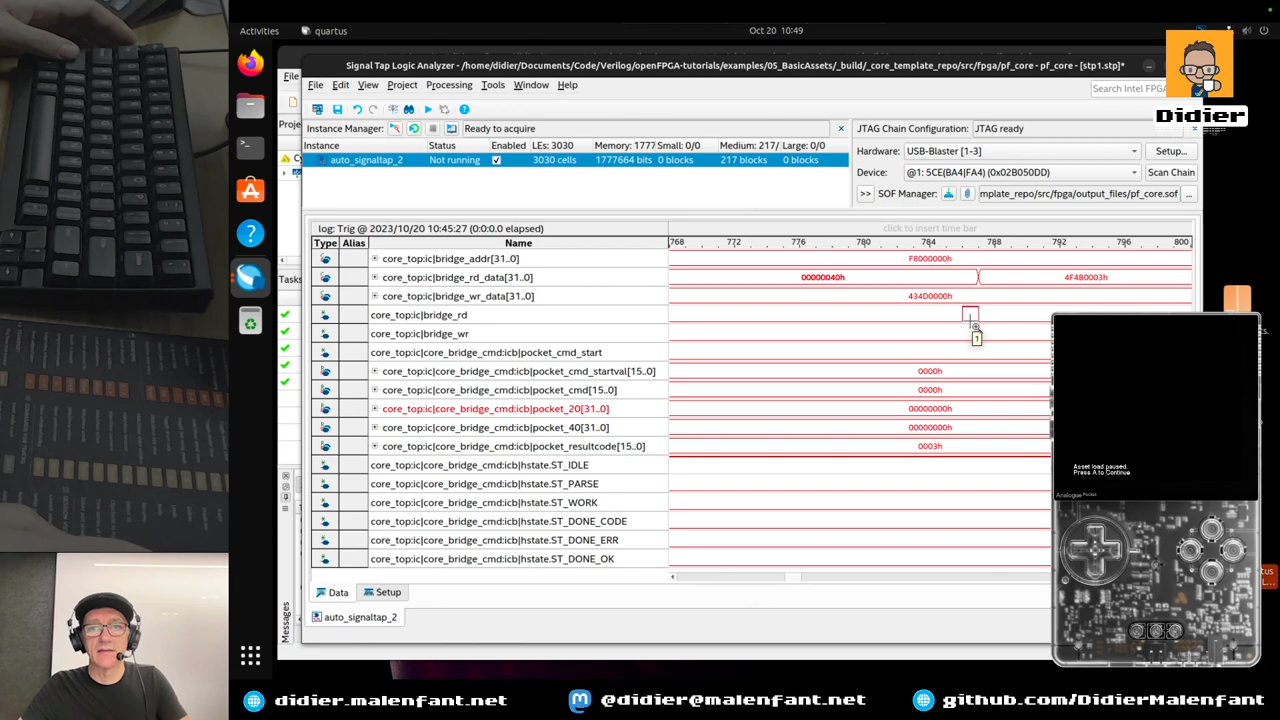 Activities
quartus
Oct 20 10:49
Signal Tap Logic Analyzer - /home/didier/Documents/Code/Verilog/openFPGA-tutorials/examples/05_BasicAssets/_build/_core_template_repo/src/fpga/pf_core - pf_core - [stp1.stp]*
File Edit View Project Processing Tools Window Help
Search Intel FPG
Didier
Instance Manager: Ready to acquire
JTAG Chain Configuration: JTAG ready
Instance Status Enabled LEs: 3030 Memory: 1777 Small: 0/0 Medium: 217/ Large: 0/0
auto_signaltap_2 Not running 3030 cells 1777664 bits 0 blocks 217 blocks 0 blocks
Hardware: USB-Blaster [1-3] Setup...
Device: @1: 5CE(BA4|FA4) (0x02B050DD) Scan Chain
>> SOF Manager: mplate_repo/src/fpga/output_files/pf_core.sof ...
log: Trig @ 2023/10/20 10:45:27 (0:0:0.0 elapsed)
click to insert time bar
Type Alias Name
768 772 776 780 784 788 792 796 800
core_top:ic|bridge_addr[31..0] F8000000h
core_top:ic|bridge_rd_data[31..0] 00000040h 4F4B0003h
core_top:ic|bridge_wr_data[31..0] 434D0000h
core_top:ic|bridge_rd
core_top:ic|bridge_wr
1
core_top:ic|core_bridge_cmd:icb|pocket_cmd_start
core_top:ic|core_bridge_cmd:icb|pocket_cmd_startval[15..0] 0000h
core_top:ic|core_bridge_cmd:icb|pocket_cmd[15..0] 0000h
core_top:ic|core_bridge_cmd:icb|pocket_20[31..0] 00000000h
core_top:ic|core_bridge_cmd:icb|pocket_40[31..0] 00000000h
core_top:ic|core_bridge_cmd:icb|pocket_resultcode[15..0] 0003h
core_top:ic|core_bridge_cmd:icb|hstate.ST_IDLE
core_top:ic|core_bridge_cmd:icb|hstate.ST_PARSE
core_top:ic|core_bridge_cmd:icb|hstate.ST_WORK
core_top:ic|core_bridge_cmd:icb|hstate.ST_DONE_CODE
core_top:ic|core_bridge_cmd:icb|hstate.ST_DONE_ERR
core_top:ic|core_bridge_cmd:icb|hstate.ST_DONE_OK
Data Setup
auto_signaltap_2
File
Proje
Tasks
Messages
Asset load paused.
Press A to Continue
Analogue Pocket
didier.malenfant.net
@didier@malenfant.net
github.com/DidierMalenfant